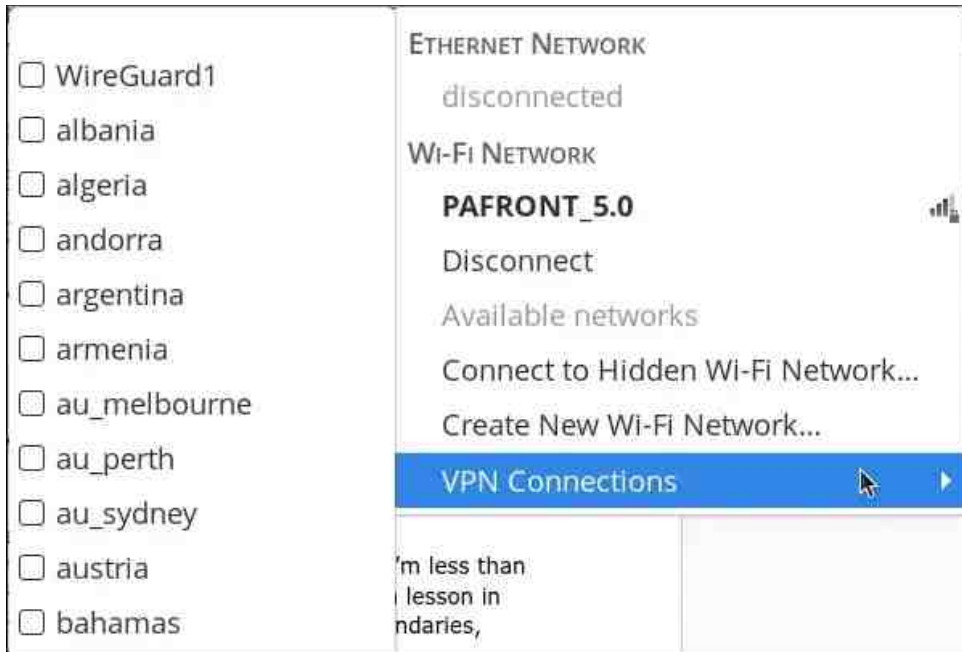 WireGuard1
albania
algeria
andorra
argentina
armenia
au_melbourne
au_perth
au_sydney
austria
bahamas
Ethernet Network
disconnected
Wi-Fi Network
PAFRONT_5.0
Disconnect
Available networks
Connect to Hidden Wi-Fi Network...
Create New Wi-Fi Network...
VPN Connections
'm less than
lesson in
ndaries,